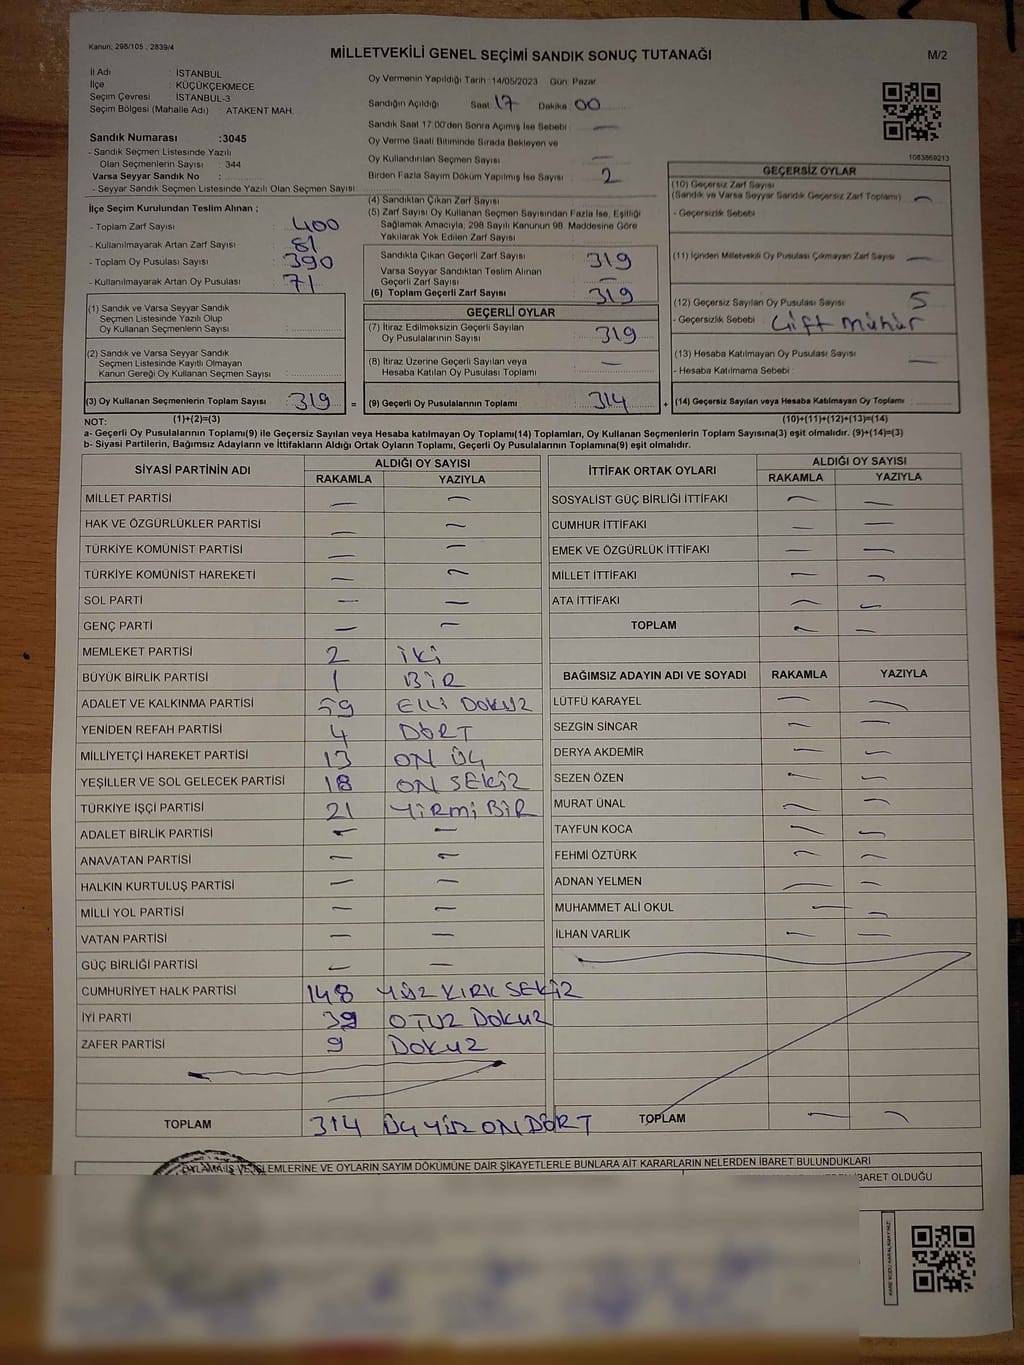 Kanun: 298/105 , 2839/4
MİLLETVEKİLİ GENEL SEÇİMİ SANDIK SONUÇ TUTANAĞI
M/2
İl Adı : İSTANBUL
İlçe : KÜÇÜKÇEKMECE
Seçim Çevresi : İSTANBUL-3
Seçim Bölgesi (Mahalle Adı) : ATAKENT MAH.
Sandık Numarası :3045
- Sandık Seçmen Listesinde Yazılı
Olan Seçmenlerin Sayısı : 344
Varsa Seyyar Sandık No :
- Seyyar Sandık Seçmen Listesinde Yazılı Olan Seçmen Sayısı:
İlçe Seçim Kurulundan Teslim Alınan ;
- Toplam Zarf Sayısı : 400
- Kullanılmayarak Artan Zarf Sayısı : 81
- Toplam Oy Pusulası Sayısı : 390
- Kullanılmayarak Artan Oy Pusulası : 71
(1) Sandık ve Varsa Seyyar Sandık
Seçmen Listesinde Yazılı Olup
Oy Kullanan Seçmenlerin Sayısı :
(2) Sandık ve Varsa Seyyar Sandık
Seçmen Listesinde Kayıtlı Olmayan
Kanun Gereği Oy Kullanan Seçmen Sayısı :
(3) Oy Kullanan Seçmenlerin Toplam Sayısı : 319 =
Oy Vermenin Yapıldığı Tarih : 14/05/2023 Gün: Pazar
Sandığın Açıldığı Saat: 17 Dakika: 00
Sandık Saat 17:00'den Sonra Açımış İse Sebebi : —
Oy Verme Saati Bitiminde Sırada Bekleyen ve
Oy Kullandırılan Seçmen Sayısı : —
Birden Fazla Sayım Döküm Yapılmış İse Sayısı : 2
(4) Sandıktan Çıkan Zarf Sayısı :
(5) Zarf Sayısı Oy Kullanan Seçmen Sayısından Fazla İse, Eşitliği
Sağlamak Amacıyla, 298 Sayılı Kanunun 98. Maddesine Göre
Yakılarak Yok Edilen Zarf Sayısı :
Sandıkta Çıkan Geçerli Zarf Sayısı : 319
Varsa Seyyar Sandıktan Teslim Alınan
Geçerli Zarf Sayısı : —
(6) Toplam Geçerli Zarf Sayısı : 319
GEÇERLİ OYLAR
(7) İtiraz Edilmeksizin Geçerli Sayılan
Oy Pusulalarının Sayısı : 319
(8) İtiraz Üzerine Geçerli Sayılan veya
Hesaba Katılan Oy Pusulası Toplamı : —
(9) Geçerli Oy Pusulalarının Toplamı : 314 +
1083869213
GEÇERSİZ OYLAR
(10) Geçersiz Zarf Sayısı
(Sandık ve Varsa Seyyar Sandık Geçersiz Zarf Toplamı) : —
- Geçersizlik Sebebi :
(11) İçinden Milletvekili Oy Pusulası Çıkmayan Zarf Sayısı : —
(12) Geçersiz Sayılan Oy Pusulası Sayısı : 5
- Geçersizlik Sebebi : Çift Mühür
(13) Hesaba Katılmayan Oy Pusulası Sayısı : —
- Hesaba Katılmama Sebebi :
(14) Geçersiz Sayılan veya Hesaba Katılmayan Oy Toplamı :
NOT: (1)+(2)=(3) (10)+(11)+(12)+(13)=(14)
a- Geçerli Oy Pusulalarının Toplamı(9) ile Geçersiz Sayılan veya Hesaba katılmayan Oy Toplamı(14) Toplamları, Oy Kullanan Seçmenlerin Toplam Sayısına(3) eşit olmalıdır. (9)+(14)=(3)
b- Siyasi Partilerin, Bağımsız Adayların ve İttifakların Aldığı Ortak Oyların Toplamı, Geçerli Oy Pusulalarının Toplamına(9) eşit olmalıdır.
SİYASİ PARTİNİN ADI ALDIĞI OY SAYISI
RAKAMLA YAZIYLA
MİLLET PARTİSİ — —
HAK VE ÖZGÜRLÜKLER PARTİSİ — —
TÜRKİYE KOMÜNİST PARTİSİ — —
TÜRKİYE KOMÜNİST HAREKETİ — —
SOL PARTİ — —
GENÇ PARTİ — —
MEMLEKET PARTİSİ 2 İKİ
BÜYÜK BİRLİK PARTİSİ 1 BİR
ADALET VE KALKINMA PARTİSİ 59 ELLİ DOKUZ
YENİDEN REFAH PARTİSİ 4 DÖRT
MİLLİYETÇİ HAREKET PARTİSİ 13 ON ÜÇ
YEŞİLLER VE SOL GELECEK PARTİSİ 18 ON SEKİZ
TÜRKİYE İŞÇİ PARTİSİ 21 YİRMİ BİR
ADALET BİRLİK PARTİSİ — —
ANAVATAN PARTİSİ — —
HALKIN KURTULUŞ PARTİSİ — —
MİLLİ YOL PARTİSİ — —
VATAN PARTİSİ — —
GÜÇ BİRLİĞİ PARTİSİ — —
CUMHURİYET HALK PARTİSİ 148 YÜZ KIRK SEKİZ
İYİ PARTİ 39 OTUZ DOKUZ
ZAFER PARTİSİ 9 DOKUZ
TOPLAM 314 ÜÇ YÜZ ON DÖRT
İTTİFAK ORTAK OYLARI ALDIĞI OY SAYISI
RAKAMLA YAZIYLA
SOSYALİST GÜÇ BİRLİĞİ İTTİFAKI — —
CUMHUR İTTİFAKI — —
EMEK VE ÖZGÜRLÜK İTTİFAKI — —
MİLLET İTTİFAKI — —
ATA İTTİFAKI — —
TOPLAM — —
BAĞIMSIZ ADAYIN ADI VE SOYADI RAKAMLA YAZIYLA
LÜTFÜ KARAYEL — —
SEZGİN SİNCAR — —
DERYA AKDEMİR — —
SEZEN ÖZEN — —
MURAT ÜNAL — —
TAYFUN KOCA — —
FEHMİ ÖZTÜRK — —
ADNAN YELMEN — —
MUHAMMET ALİ OKUL — —
İLHAN VARLIK — —
TOPLAM — —
OYLAMA İŞ VE İŞLEMLERİNE VE OYLARIN SAYIM DÖKÜMÜNE DAİR ŞİKAYETLERLE BUNLARA AİT KARARLARIN NELERDEN İBARET BULUNDUKLARI
İBARET OLDUĞU